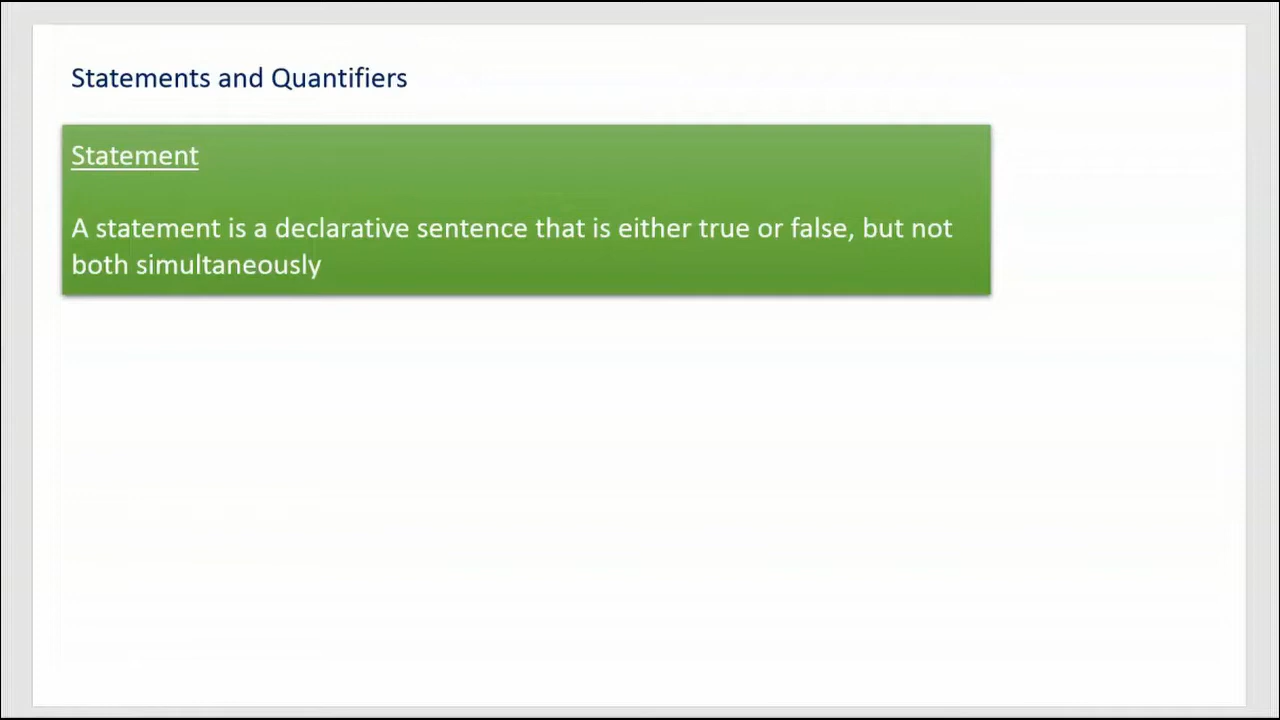 Statements and Quantifiers
Statement
A statement is a declarative sentence that is either true or false, but not
both simultaneously